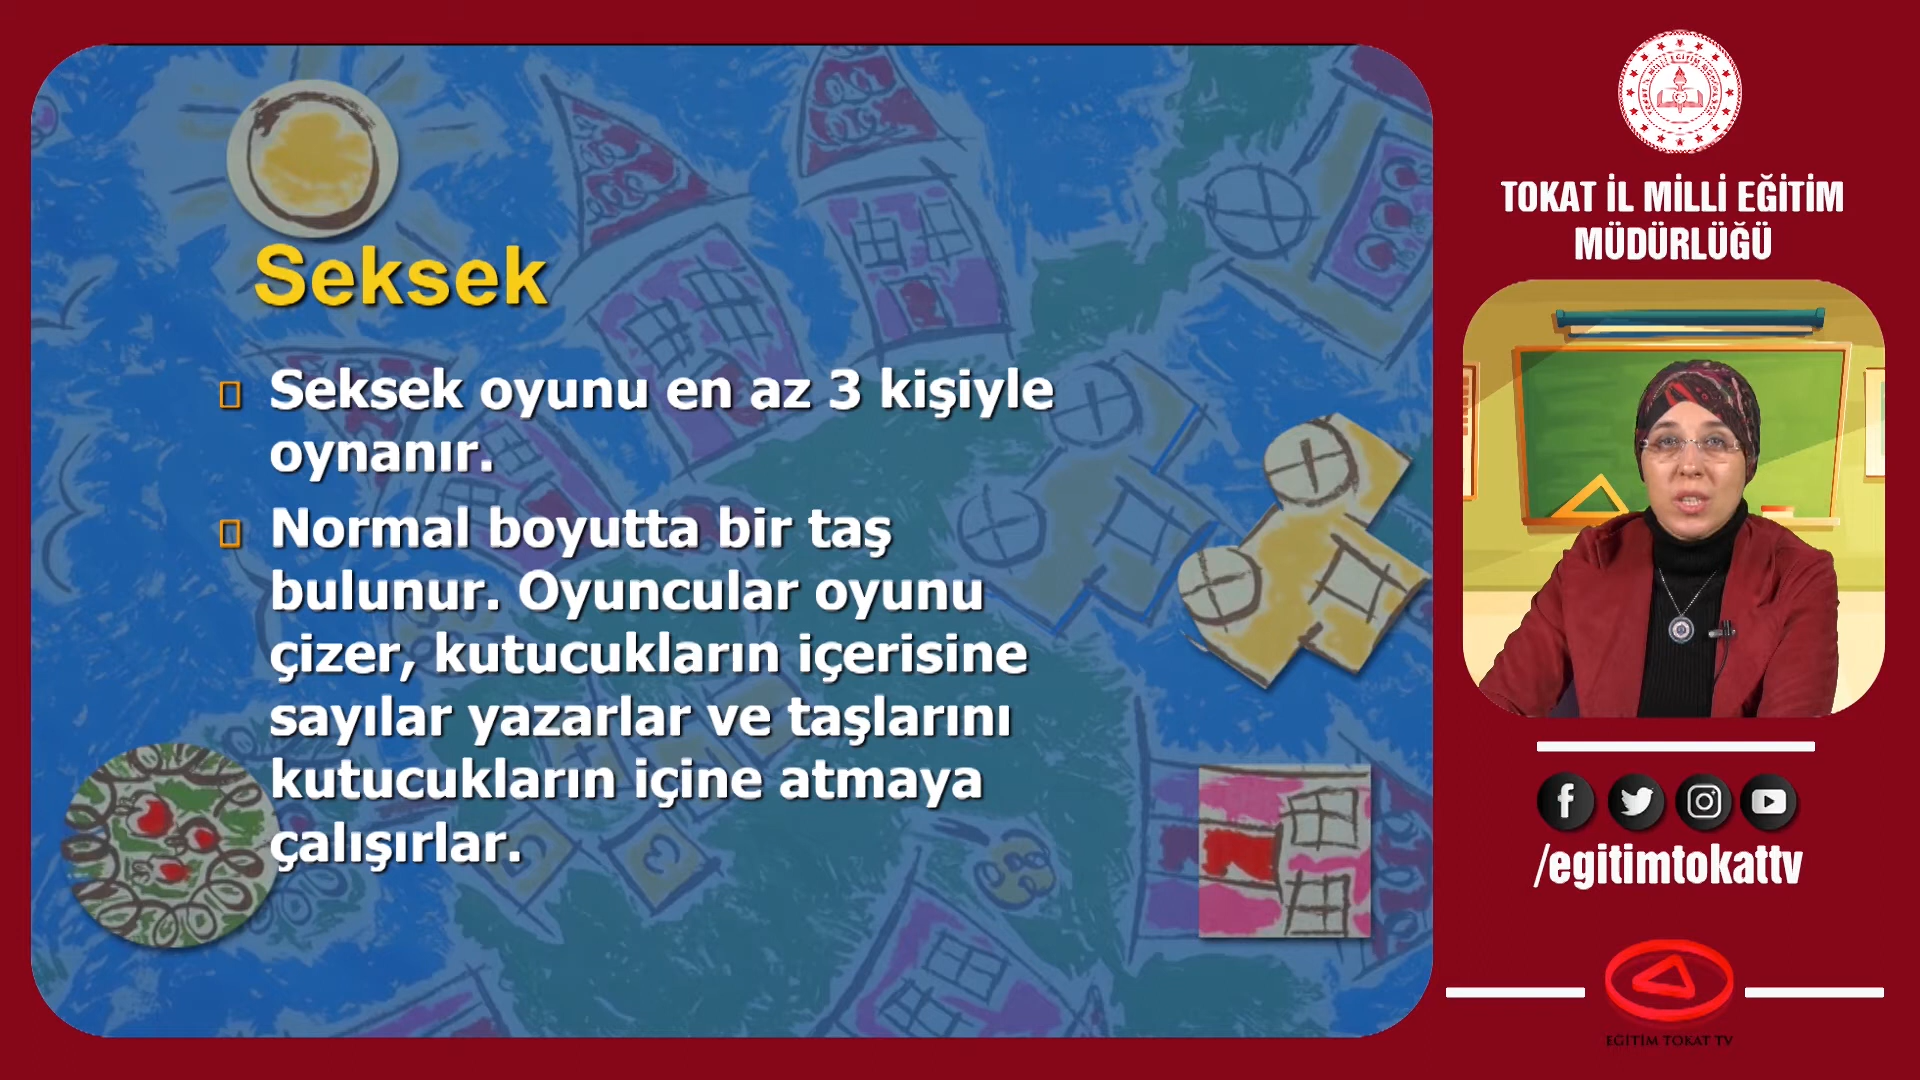 Seksek
Seksek oyunu en az 3 kişiyle
oynanır.
Normal boyutta bir taş
bulunur. Oyuncular oyunu
çizer, kutucukların içerisine
sayılar yazarlar ve taşlarını
kutucukların içine atmaya
çalışırlar.
TOKAT İL MİLLİ EĞİTİM
MÜDÜRLÜĞÜ
/egitimtokattv
EĞİTİM TOKAT TV